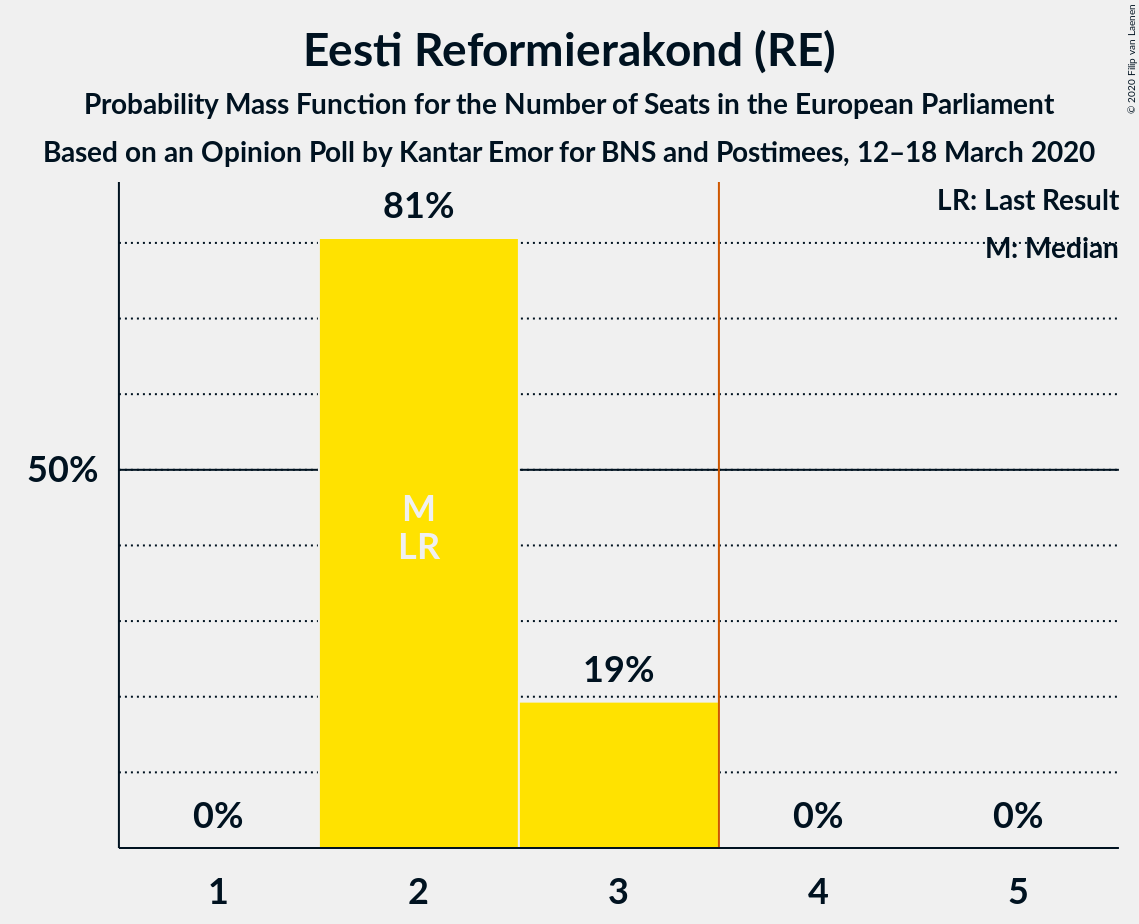 Eesti Reformierakond (RE)
Probability Mass Function for the Number of Seats in the European Parliament
Based on an Opinion Poll by Kantar Emor for BNS and Postimees, 12–18 March 2020
© 2020 Filip van Laenen
LR: Last Result
M: Median
81%
50%
M
LR
19%
0%
0%
0%
1
2
3
4
5